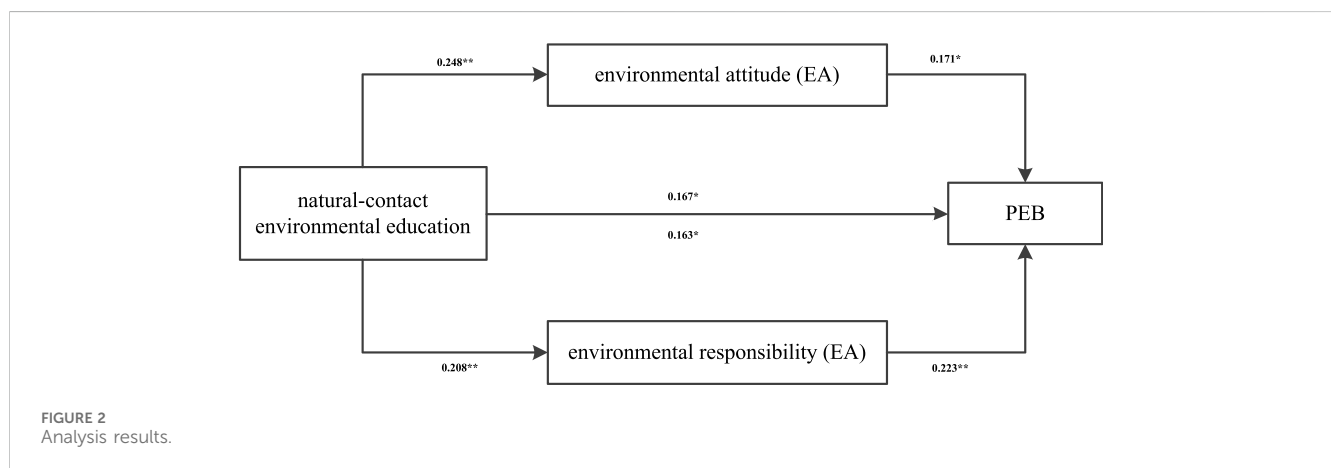 0.248**
environmental attitude (EA)
0.171*
natural-contact
environmental education
0.167*
0.163*
PEB
0.208**
environmental responsibility (EA)
0.223**
FIGURE 2
Analysis results.